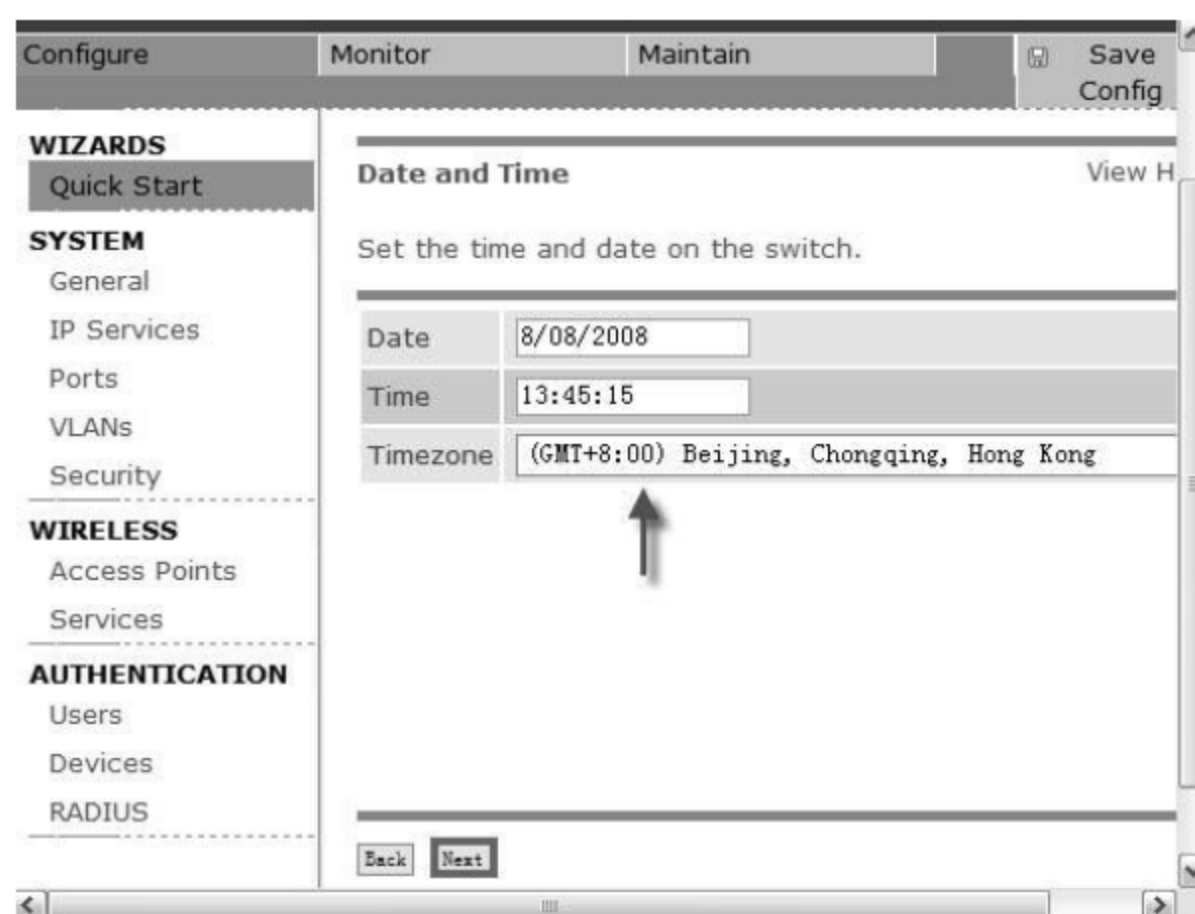 Configure Monitor Maintain Save
Config
WIZARDS
Quick Start
SYSTEM
General
IP Services
Ports
VLANs
Security
WIRELESS
Access Points
Services
AUTHENTICATION
Users
Devices
RADIUS
Date and Time View H
Set the time and date on the switch.
Date 8/08/2008
Time 13:45:15
Timezone (GMT+8:00) Beijing, Chongqing, Hong Kong
Back Next